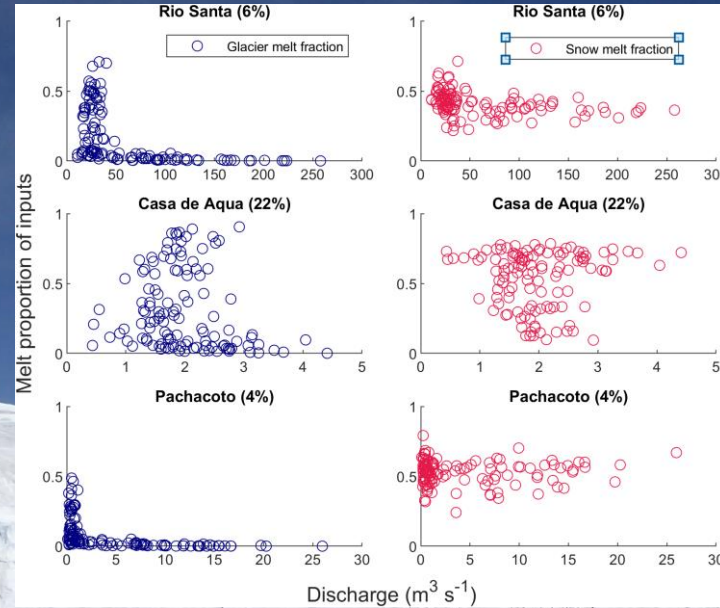 Rio Santa (6%)
Rio Santa (6%)
Glacier melt fraction
Snow melt fraction
1
0.5
0
0 50 100 150 200 250 300
1
0.5
0
0 50 100 150 200 250 300
Casa de Aqua (22%)
Casa de Aqua (22%)
1
0.5
0
0 1 2 3 4 5
1
0.5
0
0 1 2 3 4 5
Melt proportion of inputs
Pachacoto (4%)
Pachacoto (4%)
1
0.5
0
0 5 10 15 20 25 30
1
0.5
0
0 5 10 15 20 25 30
Discharge (m³ s⁻¹)